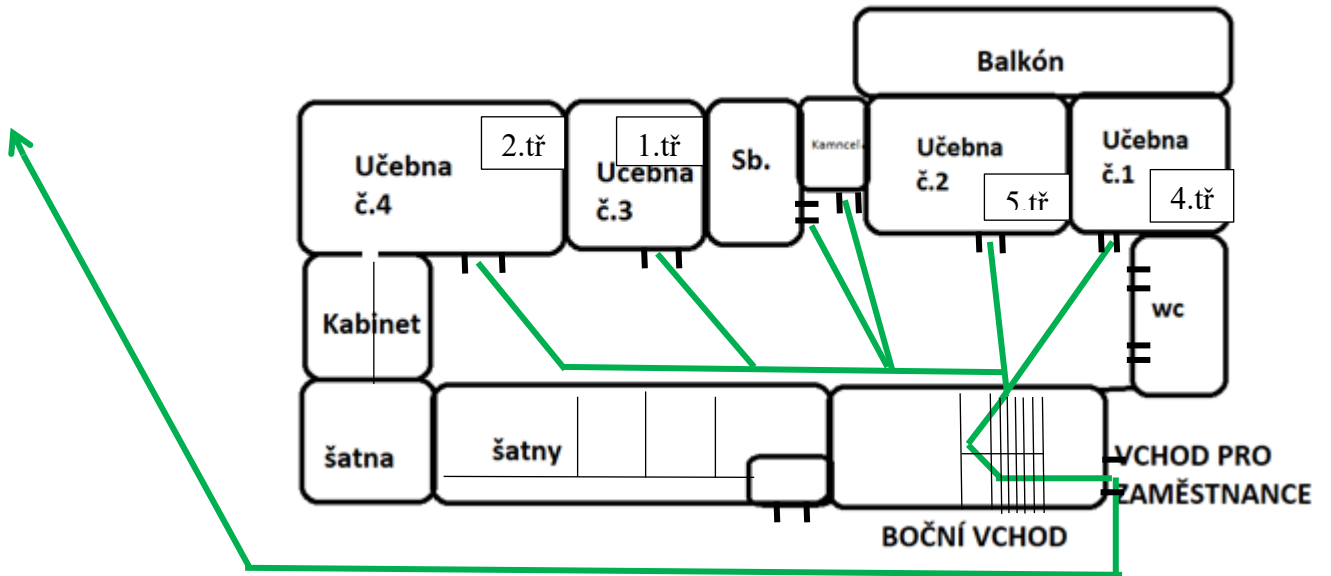 Balkón
Učebna
č.4
2.tř
1.tř
Učebna
č.3
Sb.
Kamncel.
Učebna
č.2
5.tř
Učebna
č.1
4.tř
Kabinet
wc
šatna
šatny
VCHOD PRO
ZAMĚSTNANCE
BOČNÍ VCHOD